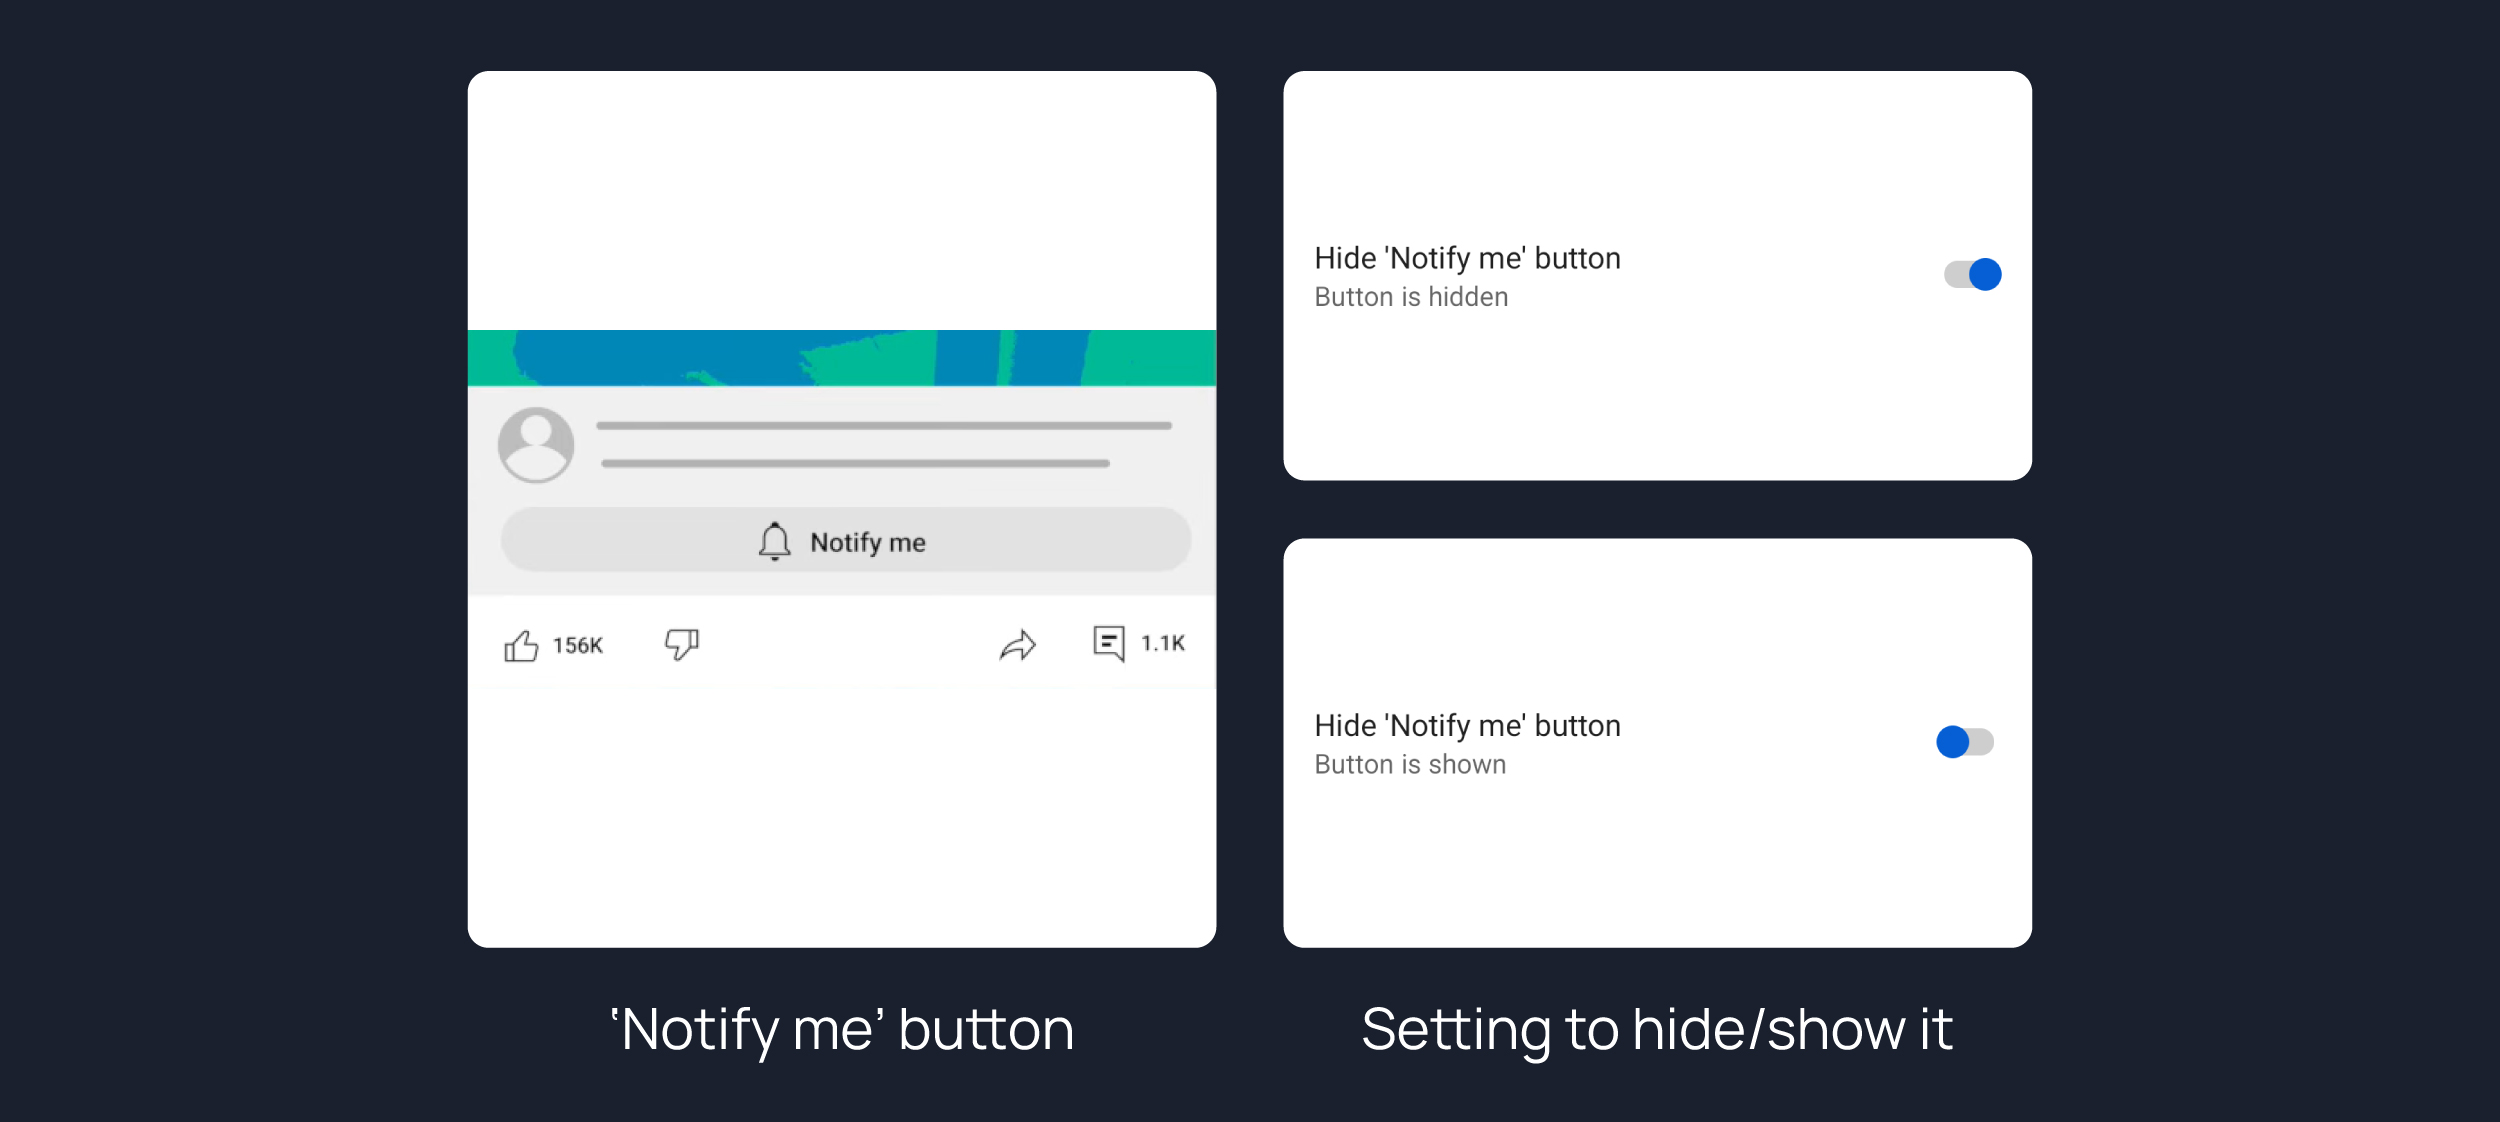 Notify me
156K
1.1K
Hide 'Notify me' button
Button is hidden
Hide 'Notify me' button
Button is shown
‘Notify me’ button
Setting to hide/show it